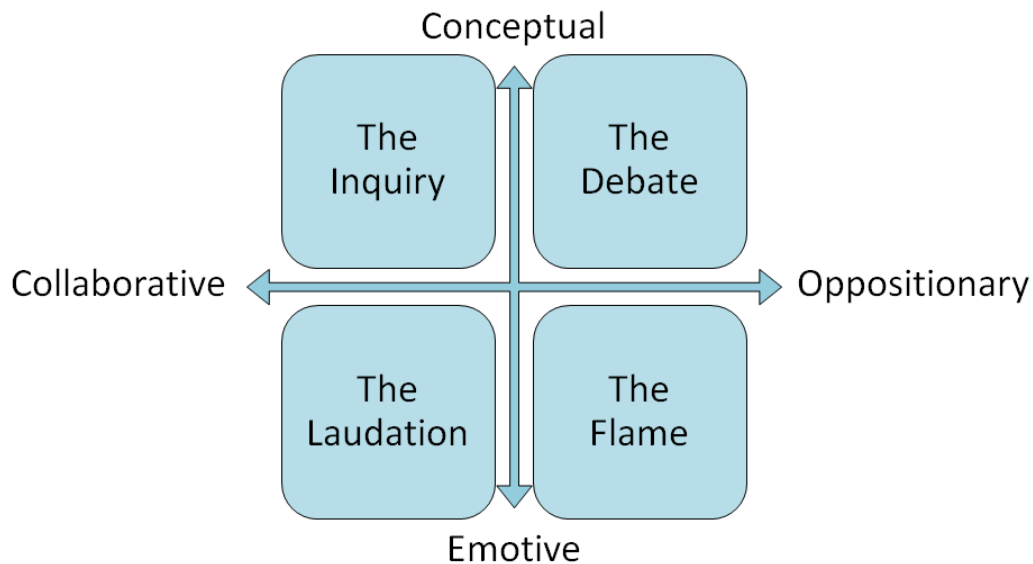 Conceptual
The
Inquiry
The
Debate
Collaborative
Oppositionary
The
Laudation
The
Flame
Emotive